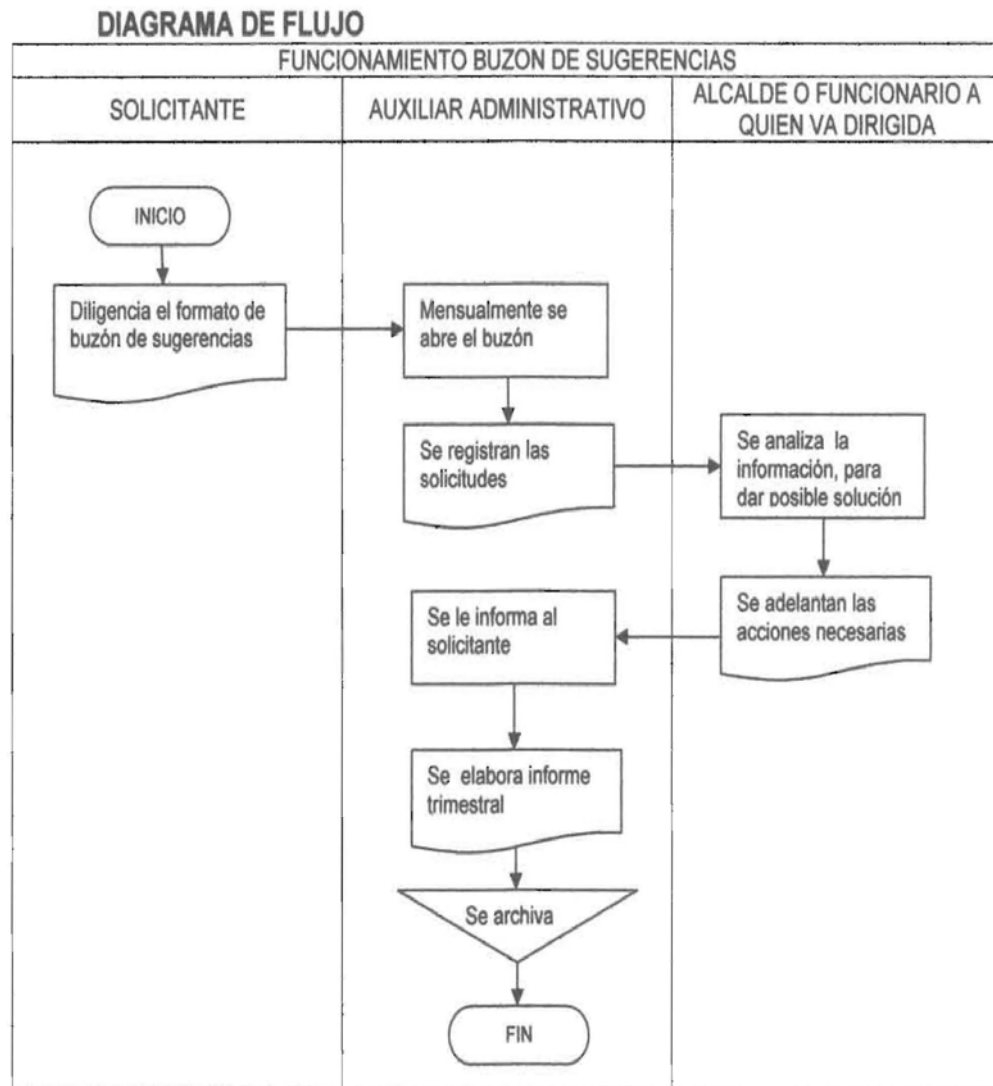 DIAGRAMA DE FLUJO
FUNCIONAMIENTO BUZON DE SUGERENCIAS
SOLICITANTE
AUXILIAR ADMINISTRATIVO
ALCALDE O FUNCIONARIO A
QUIEN VA DIRIGIDA
INICIO
Diligencia el formato de
buzón de sugerencias
Mensualmente se
abre el buzón
Se registran las
solicitudes
Se analiza la
información, para
dar posible solución
Se adelantan las
acciones necesarias
Se le informa al
solicitante
Se elabora informe
trimestral
Se archiva
FIN